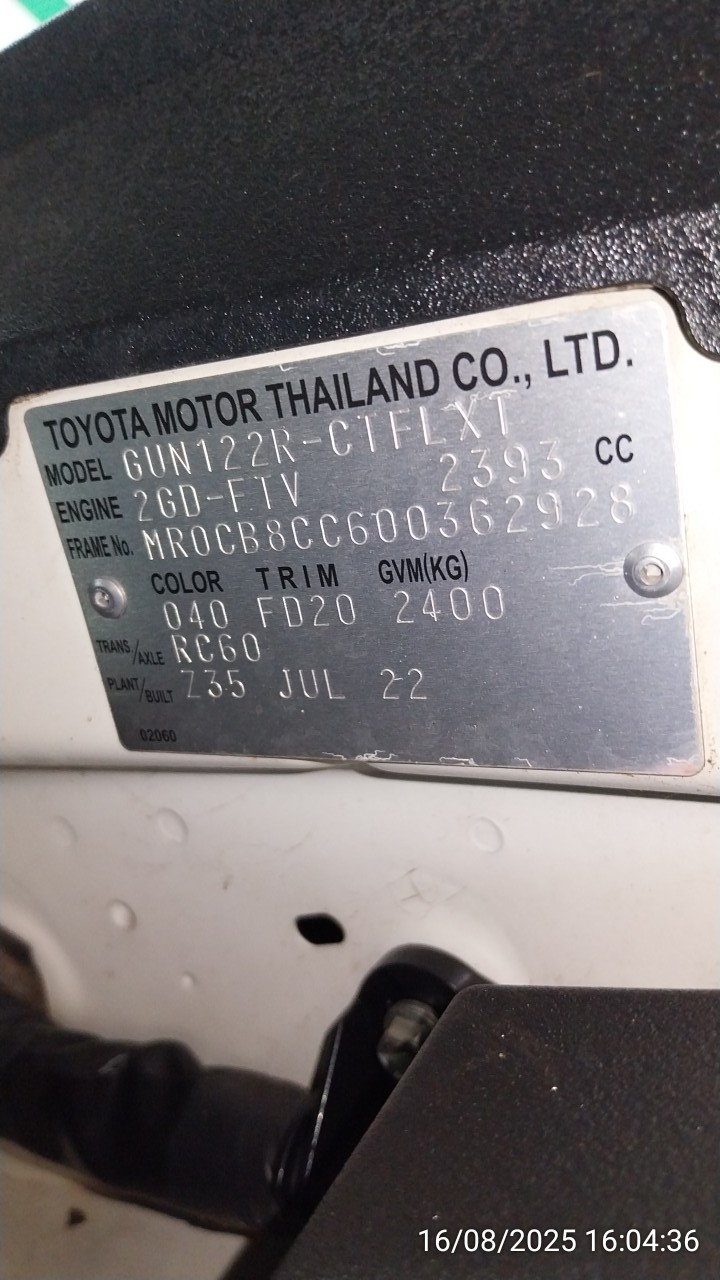 TOYOTA MOTOR THAILAND CO., LTD.
MODEL GUN122R-CTFLXT
ENGINE 2GD-FTV 2393 CC
FRAME No. MR0CB8CC600362928
COLOR TRIM GVM(KG)
040 FD20 2400
TRANS./AXLE RC60
PLANT/BUILT Z35 JUL 22
02060
16/08/2025 16:04:36